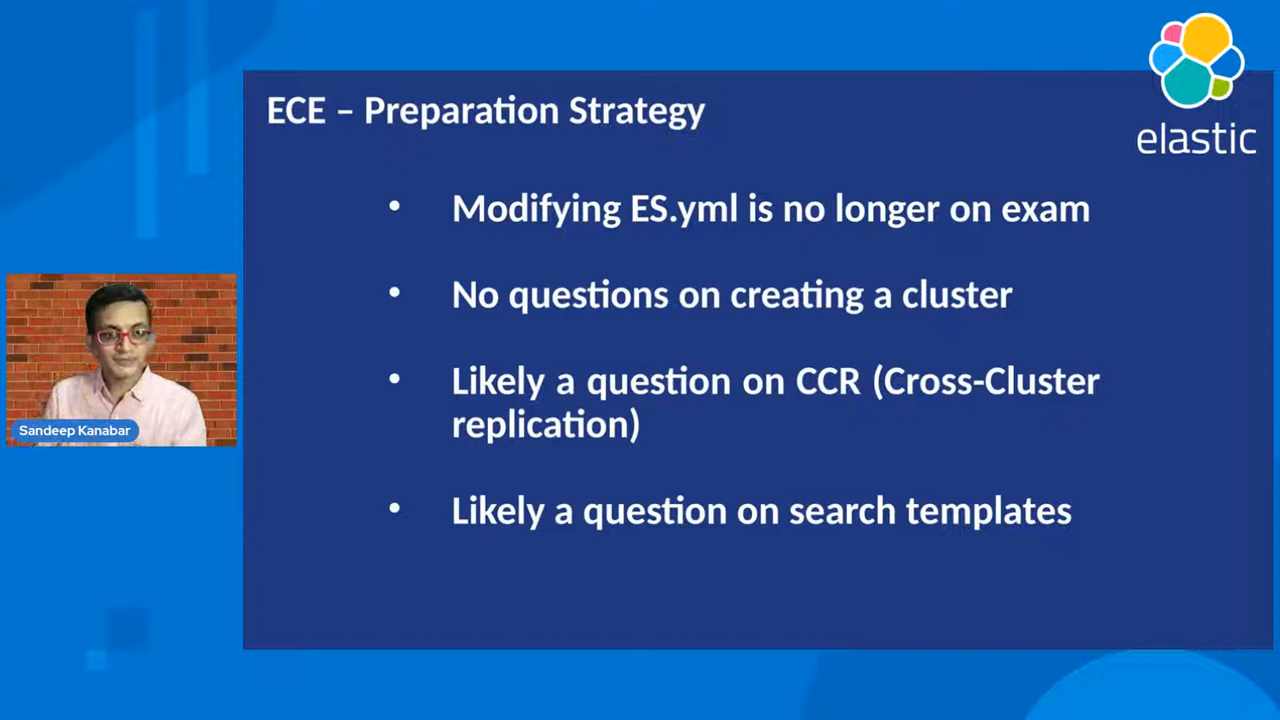 elastic
ECE – Preparation Strategy
• Modifying ES.yml is no longer on exam
• No questions on creating a cluster
• Likely a question on CCR (Cross-Cluster
replication)
• Likely a question on search templates
Sandeep Kanabar